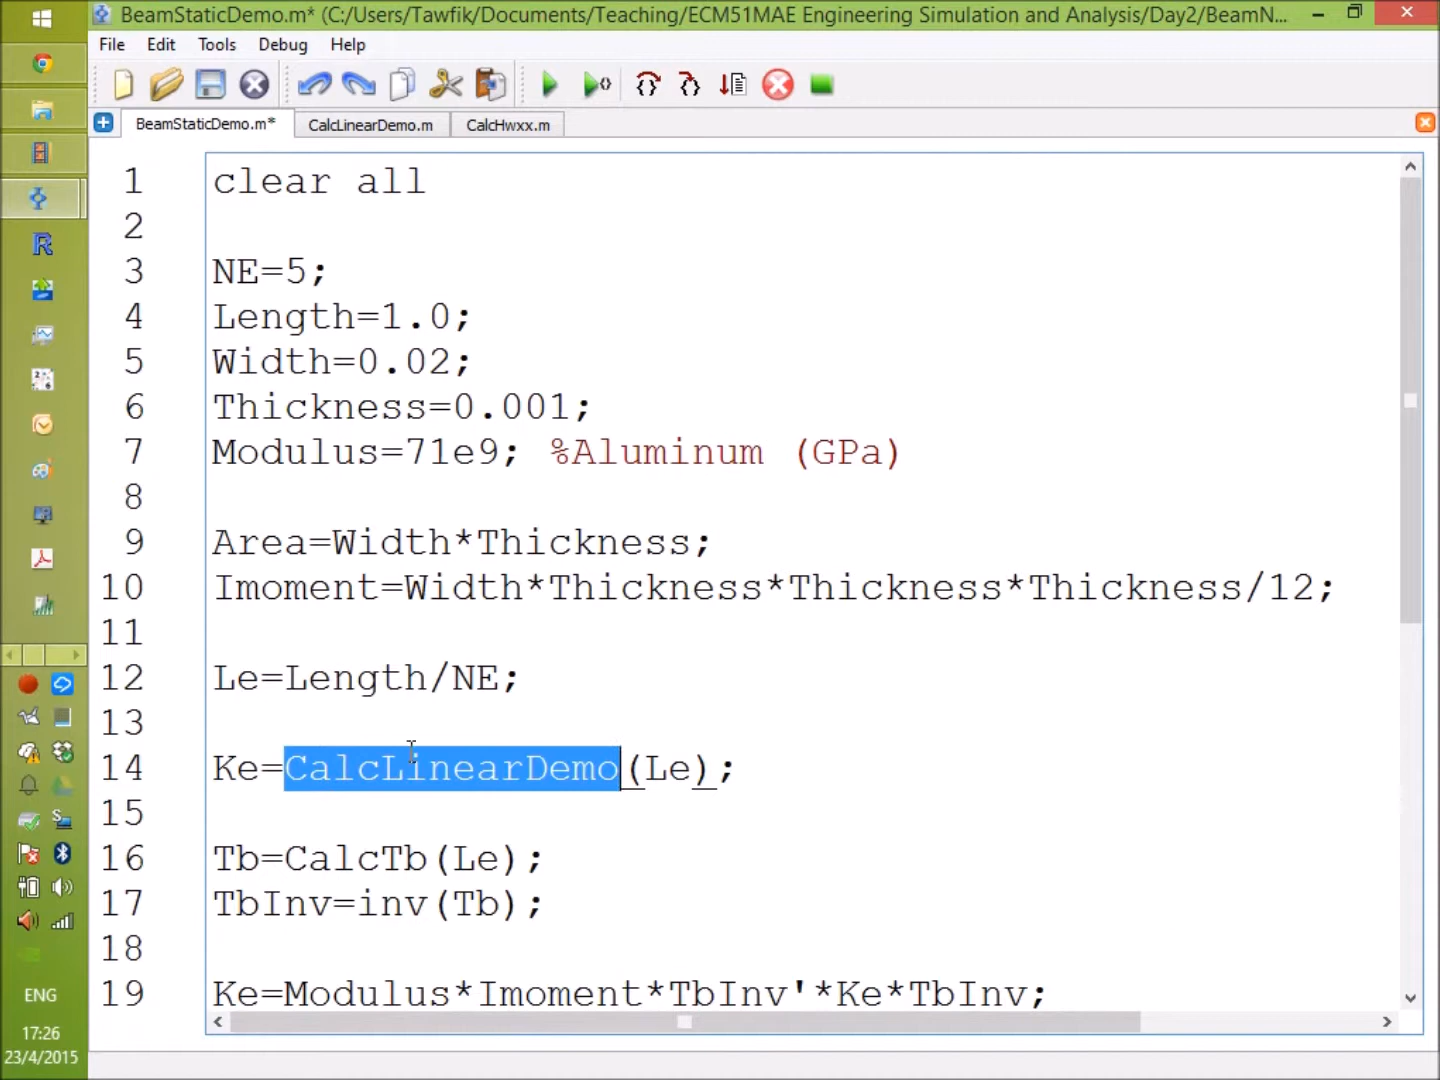 BeamStaticDemo.m* (C:/Users/Tawfik/Documents/Teaching/ECM51MAE Engineering Simulation and Analysis/Day2/BeamN...
File Edit Tools Debug Help
BeamStaticDemo.m* CalcLinearDemo.m CalcHwxx.m
1 clear all
2
3 NE=5;
4 Length=1.0;
5 Width=0.02;
6 Thickness=0.001;
7 Modulus=71e9; %Aluminum (GPa)
8
9 Area=Width*Thickness;
10 Imoment=Width*Thickness*Thickness*Thickness/12;
11
12 Le=Length/NE;
13
14 Ke=CalcLinearDemo(Le);
15
16 Tb=CalcTb(Le);
17 TbInv=inv(Tb);
18
19 Ke=Modulus*Imoment*TbInv'*Ke*TbInv;
ENG
17:26
23/4/2015